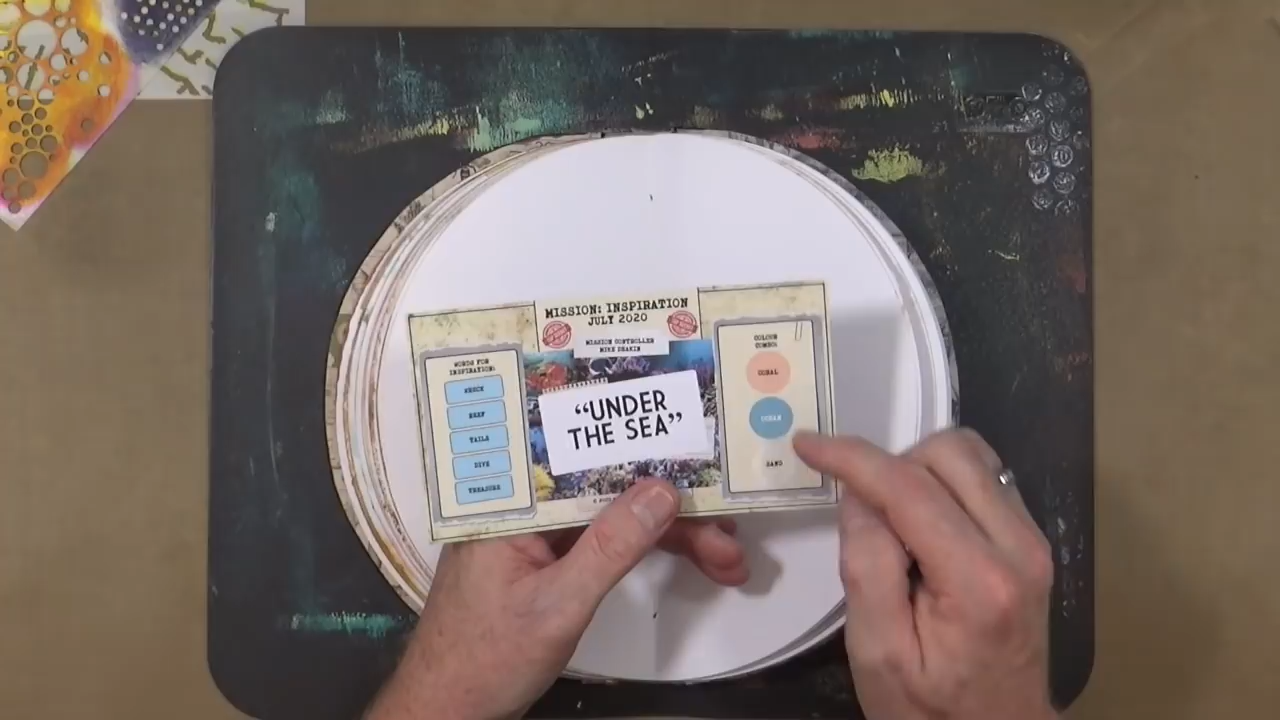 MISSION: INSPIRATION
JULY 2020
MISSION CONTROLLER
MIKE DEAKIN
WORDS FOR
INSPIRATION:
WRECK
REEF
TAILS
DIVE
TREASURE
“UNDER
THE SEA”
COLOUR
COMBO:
CORAL
OCEAN
SAND